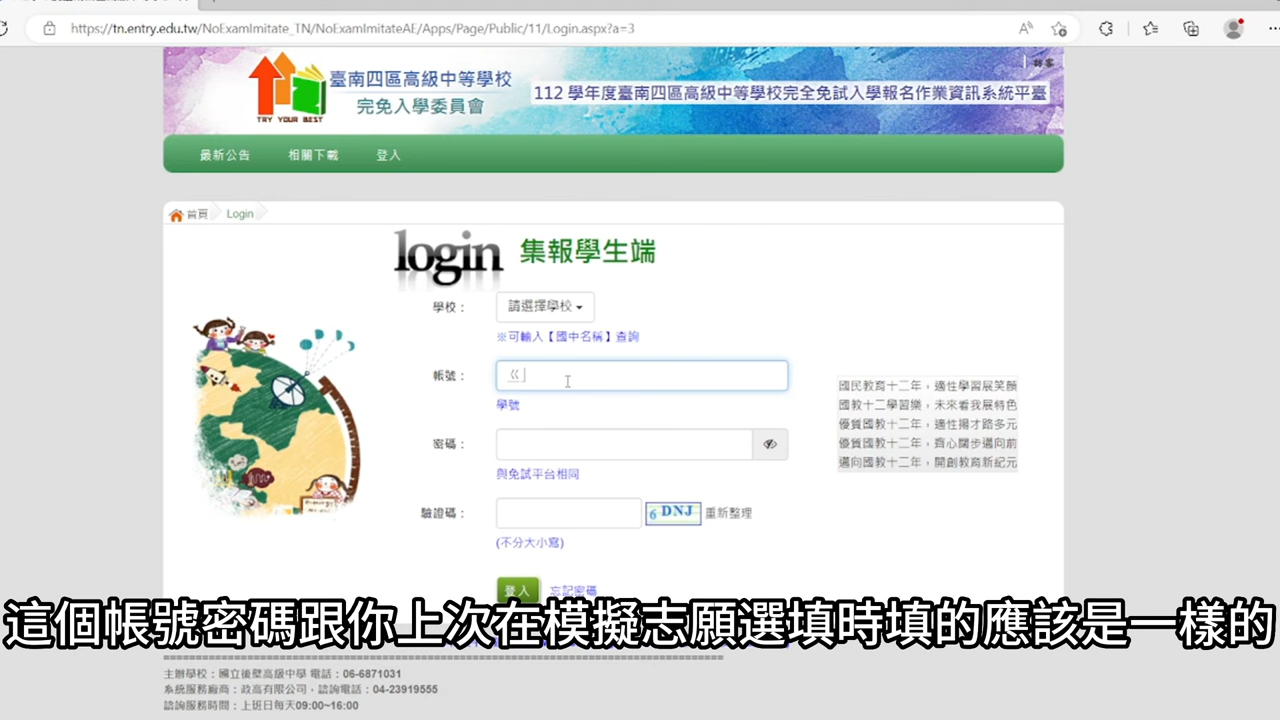 https://tn.entry.edu.tw/NoExamImitate_TN/NoExamImitateAE/Apps/Page/Public/11/Login.aspx?a=3
臺南四區高級中等學校
完免入學委員會
TRY YOUR BEST
112 學年度臺南四區高級中等學校完全免試入學報名作業資訊系統平臺
訪客
最新公告 相關下載 登入
首頁 Login
login 集報學生端
學校： 請選擇學校
※可輸入【國中名稱】查詢
帳號： ㄍ
學號
密碼：
與免試平台相同
驗證碼： 6 DNJ 重新整理
(不分大小寫)
登入 忘記密碼
國民教育十二年，適性學習展笑顏
國教十二學習樂，未來看我展特色
優質國教十二年，適性揚才路多元
優質國教十二年，齊心闊步邁向前
邁向國教十二年，開創教育新紀元
這個帳號密碼跟你上次在模擬志願選填時填的應該是一樣的
主辦學校：國立後壁高級中學 電話：06-6871031
系統服務廠商：政高有限公司，諮詢電話：04-23919555
諮詢服務時間：上班日每天09:00~16:00